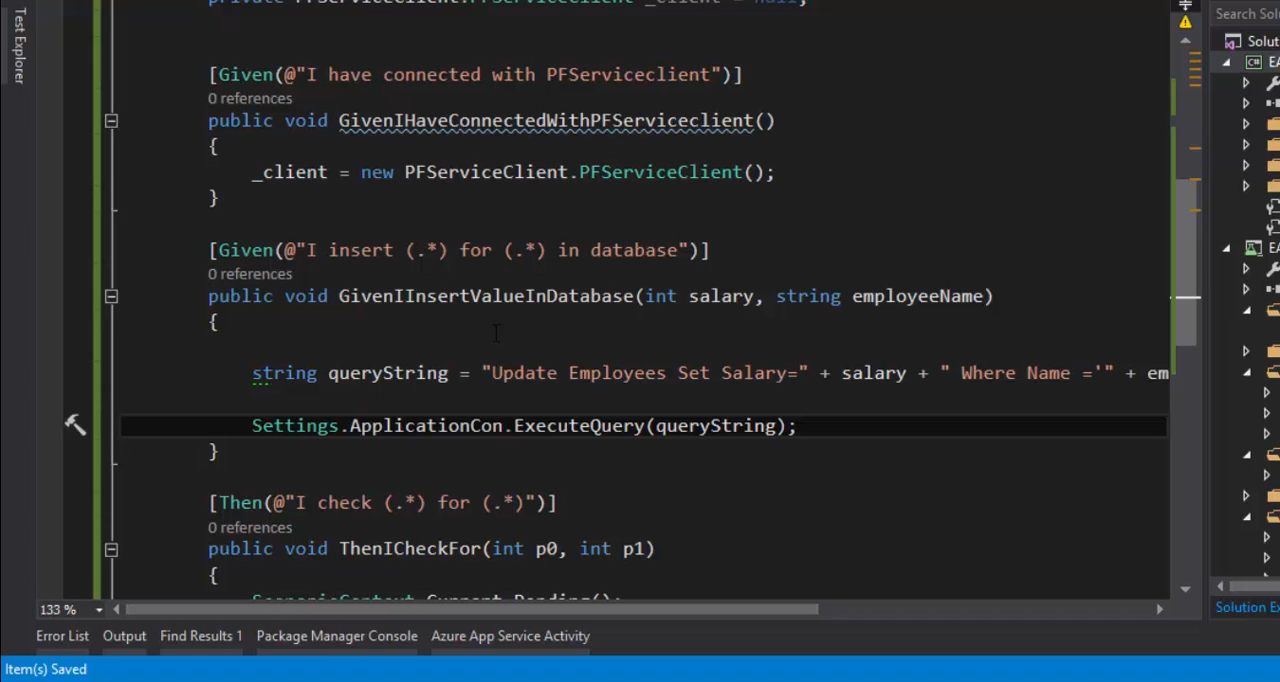 Test Explorer
[Given(@"I have connected with PFServiceclient")]
0 references
public void GivenIHaveConnectedWithPFServiceclient()
{
_client = new PFServiceClient.PFServiceClient();
}
[Given(@"I insert (.*) for (.*) in database")]
0 references
public void GivenIInsertValueInDatabase(int salary, string employeeName)
{
string queryString = "Update Employees Set Salary=" + salary + " Where Name ='" + em
Settings.ApplicationCon.ExecuteQuery(queryString);
}
[Then(@"I check (.*) for (.*)")]
0 references
public void ThenICheckFor(int p0, int p1)
{
133 %
Error List Output Find Results 1 Package Manager Console Azure App Service Activity
Item(s) Saved
Search Sol
Solut
EA
EA
Solution Ex